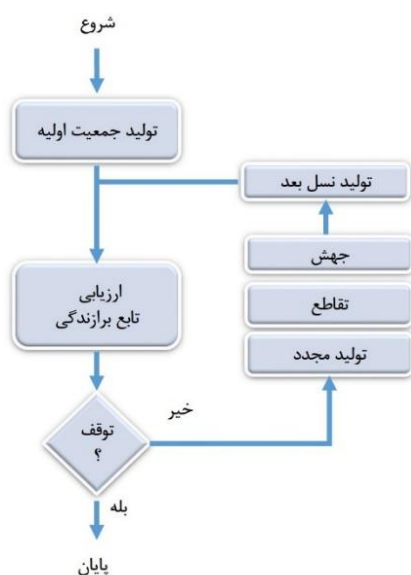 شروع
تولید جمعیت اولیه
تولید نسل بعد
جهش
ارزیابی
تابع برازندگی
تقاطع
تولید مجدد
خیر
توقف
؟
بله
پایان